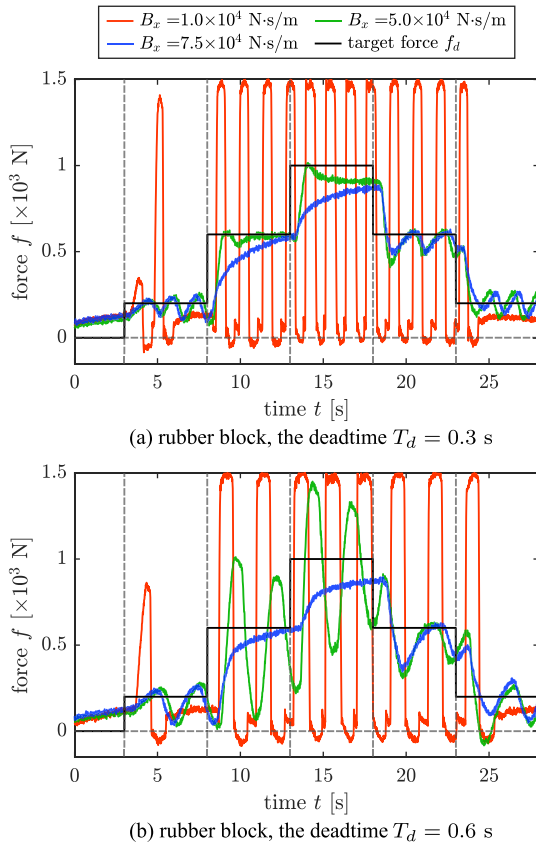 B_x =1.0×10^4 N·s/m B_x =5.0×10^4 N·s/m
B_x =7.5×10^4 N·s/m target force f_d
1.5
1
0.5
0
force f [×10^3 N]
0 5 10 15 20 25
time t [s]
(a) rubber block, the deadtime T_d = 0.3 s
1.5
1
0.5
0
force f [×10^3 N]
0 5 10 15 20 25
time t [s]
(b) rubber block, the deadtime T_d = 0.6 s